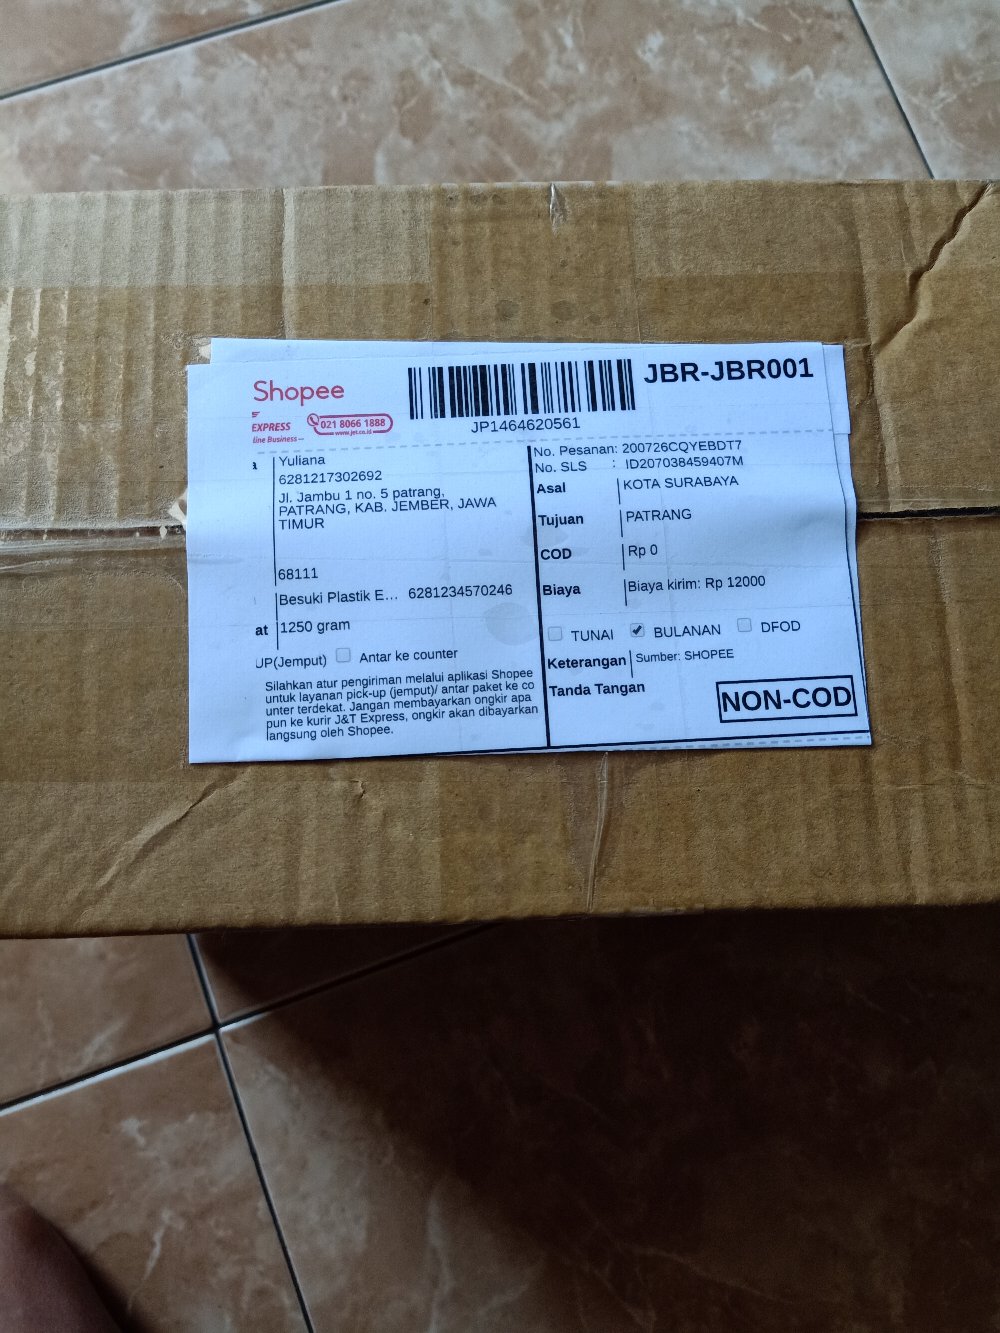 Shopee
EXPRESS
line Business
021 8066 1888
www.jet.co.id
JP1464620561
JBR-JBR001
Yuliana
6281217302692
Jl. Jambu 1 no. 5 patrang,
PATRANG, KAB. JEMBER, JAWA
TIMUR
68111
Besuki Plastik E... 6281234570246
at 1250 gram
UP(Jemput) Antar ke counter
Silahkan atur pengiriman melalui aplikasi Shopee
untuk layanan pick-up (jemput)/ antar paket ke co
unter terdekat. Jangan membayarkan ongkir apa
pun ke kurir J&T Express, ongkir akan dibayarkan
langsung oleh Shopee.
No. Pesanan: 200726CQYEBDT7
No. SLS : ID207038459407M
Asal KOTA SURABAYA
Tujuan PATRANG
COD Rp 0
Biaya Biaya kirim: Rp 12000
TUNAI BULANAN DFOD
Keterangan Sumber: SHOPEE
Tanda Tangan
NON-COD